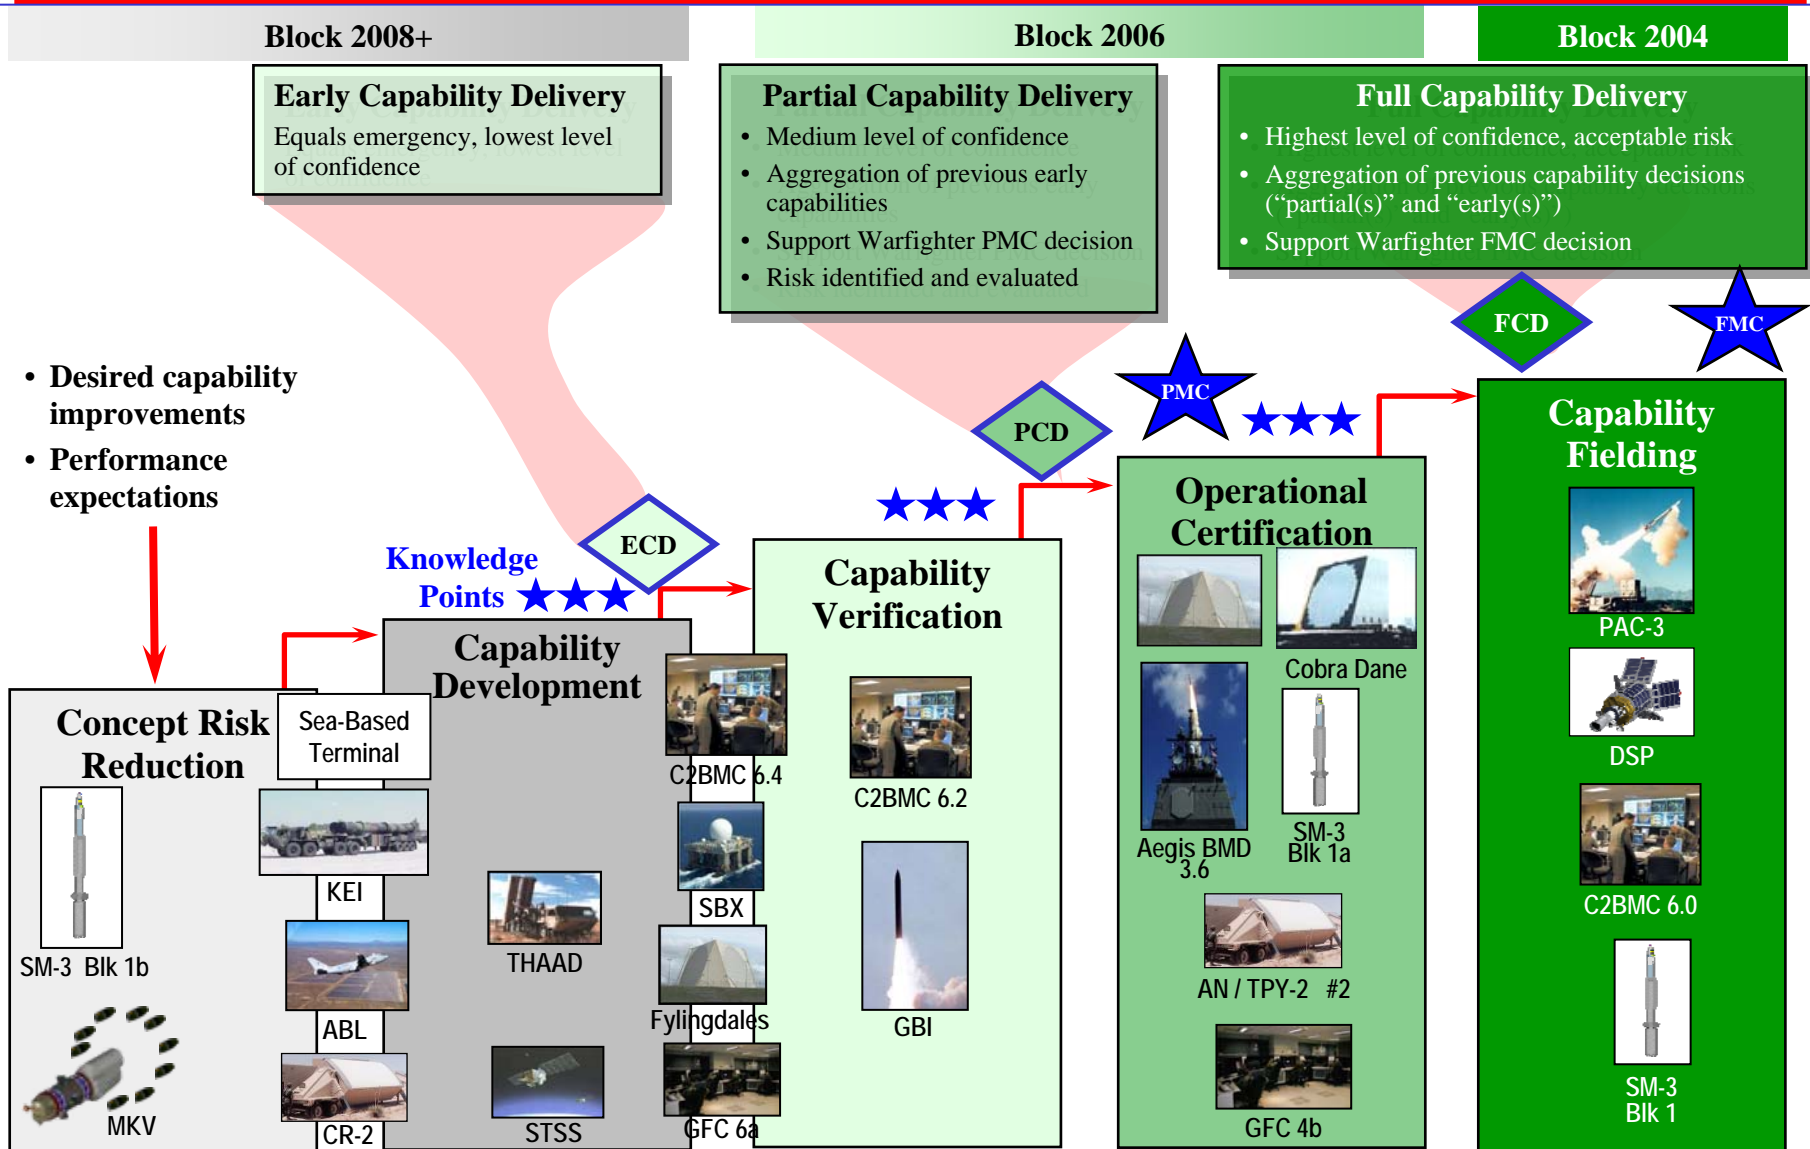 Block 2008+
Block 2006
Block 2004
Early Capability Delivery
Equals emergency, lowest level
of confidence
Partial Capability Delivery
• Medium level of confidence
• Aggregation of previous early
capabilities
• Support Warfighter PMC decision
• Risk identified and evaluated
Full Capability Delivery
• Highest level of confidence, acceptable risk
• Aggregation of previous capability decisions
(“partial(s)” and “early(s)”)
• Support Warfighter FMC decision
FCD
FMC
PMC
PCD
ECD
• Desired capability
improvements
• Performance
expectations
Knowledge
Points
Concept Risk
Reduction
SM-3 Blk 1b
MKV
Sea-Based
Terminal
KEI
ABL
CR-2
Capability
Development
THAAD
STSS
C2BMC 6.4
SBX
Fylingdales
GFC 6a
Capability
Verification
C2BMC 6.2
GBI
Operational
Certification
Cobra Dane
Aegis BMD
3.6
SM-3
Blk 1a
AN / TPY-2 #2
GFC 4b
Capability
Fielding
PAC-3
DSP
C2BMC 6.0
SM-3
Blk 1